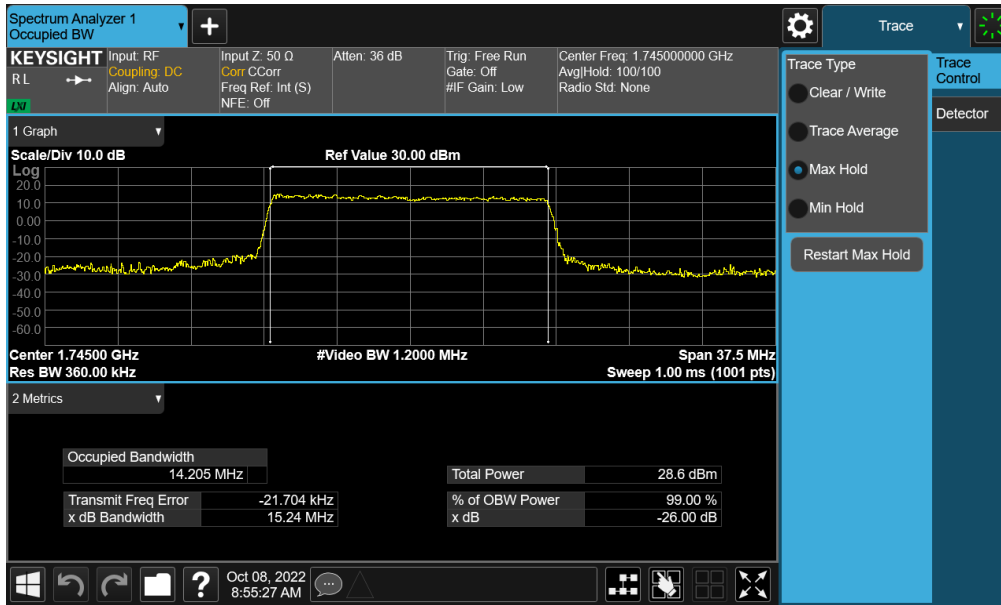 Spectrum Analyzer 1
Occupied BW
Trace
KEYSIGHT
R L
LXI
Input: RF
Coupling: DC
Align: Auto
Input Z: 50 Ω
Corr CCorr
Freq Ref: Int (S)
NFE: Off
Atten: 36 dB
Trig: Free Run
Gate: Off
#IF Gain: Low
Center Freq: 1.745000000 GHz
Avg|Hold: 100/100
Radio Std: None
Trace Type
Clear / Write
Trace Average
Max Hold
Min Hold
Restart Max Hold
Trace
Control
Detector
1 Graph
Scale/Div 10.0 dB
Ref Value 30.00 dBm
Log
20.0
10.0
0.00
-10.0
-20.0
-30.0
-40.0
-50.0
-60.0
Center 1.74500 GHz
#Video BW 1.2000 MHz
Span 37.5 MHz
Res BW 360.00 kHz
Sweep 1.00 ms (1001 pts)
2 Metrics
Occupied Bandwidth
14.205 MHz
Total Power 28.6 dBm
Transmit Freq Error -21.704 kHz
% of OBW Power 99.00 %
x dB Bandwidth 15.24 MHz
x dB -26.00 dB
?
Oct 08, 2022
8:55:27 AM